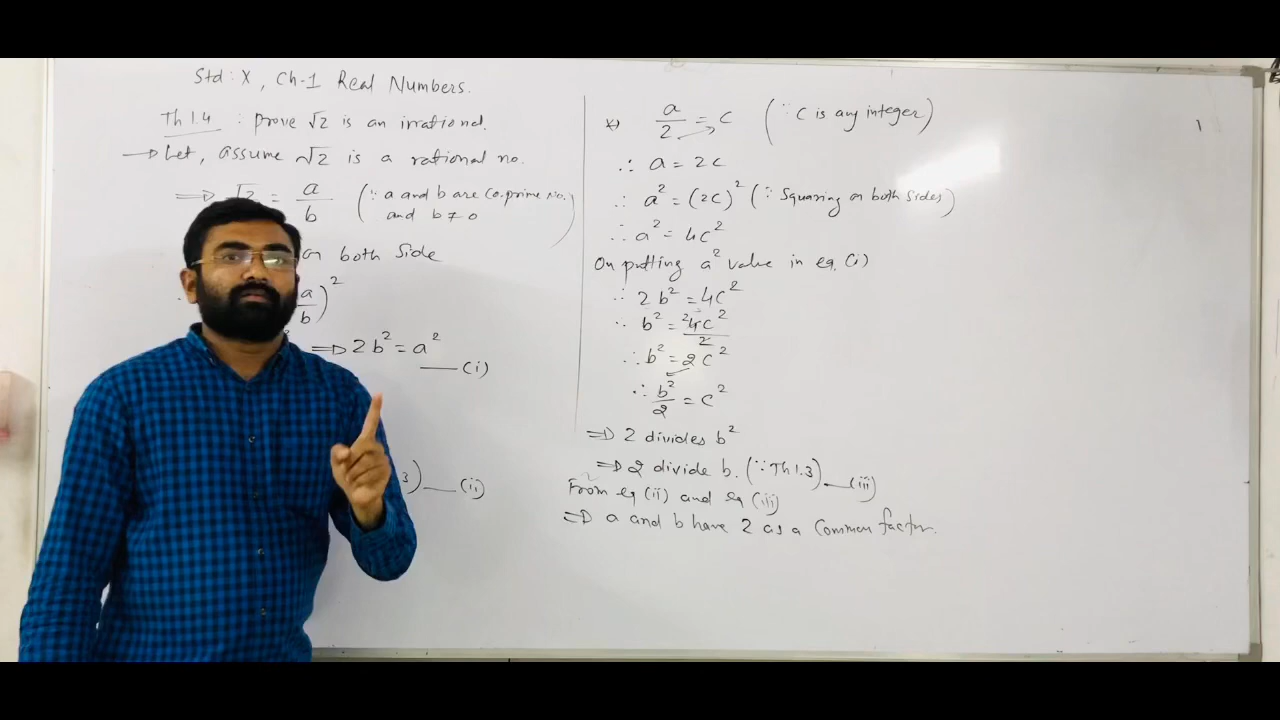 Std : X , Ch-1 Real Numbers.
Th 1.4 : prove √2 is an irrational.
→ Let, assume √2 is a rational no.
⇒ √2 = a/b (∵ a and b are Co.prime No.
and b ≠ 0)
on both Side
a/b)²
⇒ 2b² = a² —— (i)
3) —— (ii)
*) a/2 = c (∵ C is any integer)
∴ a = 2c
∴ a² = (2c)² (∵ Squaring on both sides)
∴ a² = 4c²
On putting a² value in eq. (i)
∴ 2b² = 4c²
∵ b² = ²4c²/2
∴ b² = 2c²
∴ b²/2 = c²
⇒ 2 divides b²
⇒ 2 divide b. (∵ Th 1.3) —— (iii)
From eq (ii) and eq (iii)
⇒ a and b have 2 as a Common factor.